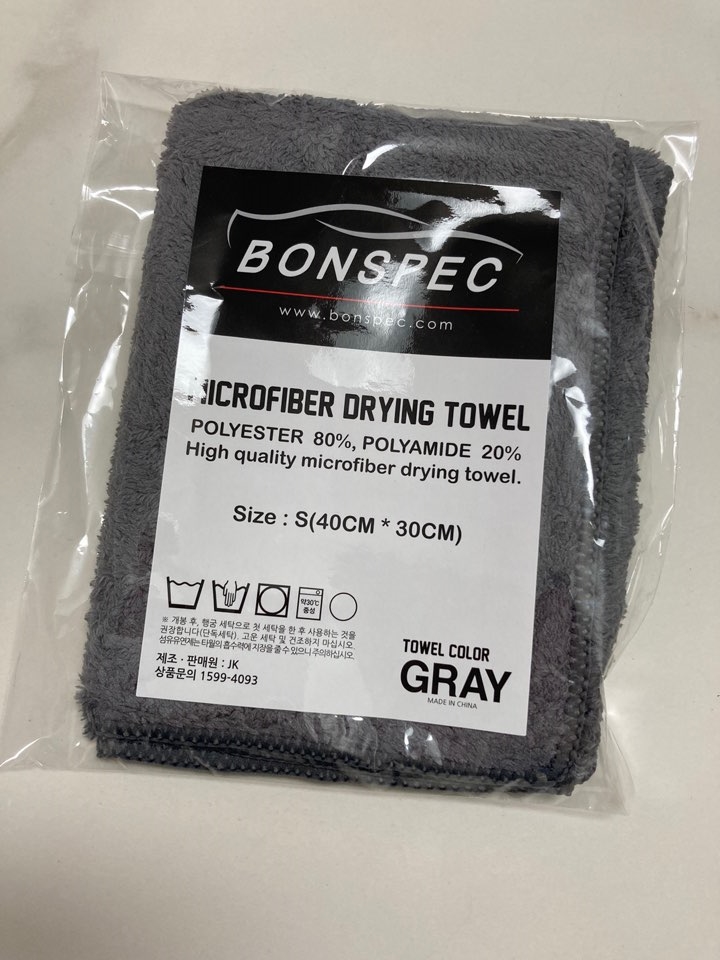 BONSPEC
www.bonspec.com
MICROFIBER DRYING TOWEL
POLYESTER 80%, POLYAMIDE 20%
High quality microfiber drying towel.
Size : S(40CM * 30CM)
약30℃
중성
※ 개봉 후, 헹굼 세탁으로 첫 세탁을 한 후 사용하는 것을
권장합니다(단독세탁). 고운 세탁 및 건조하지 마십시오.
섬유유연제는 타월의 흡수력에 지장을 줄 수 있으니 주의하십시오.
제조 · 판매원 : JK
상품문의 1599-4093
TOWEL COLOR
GRAY
MADE IN CHINA